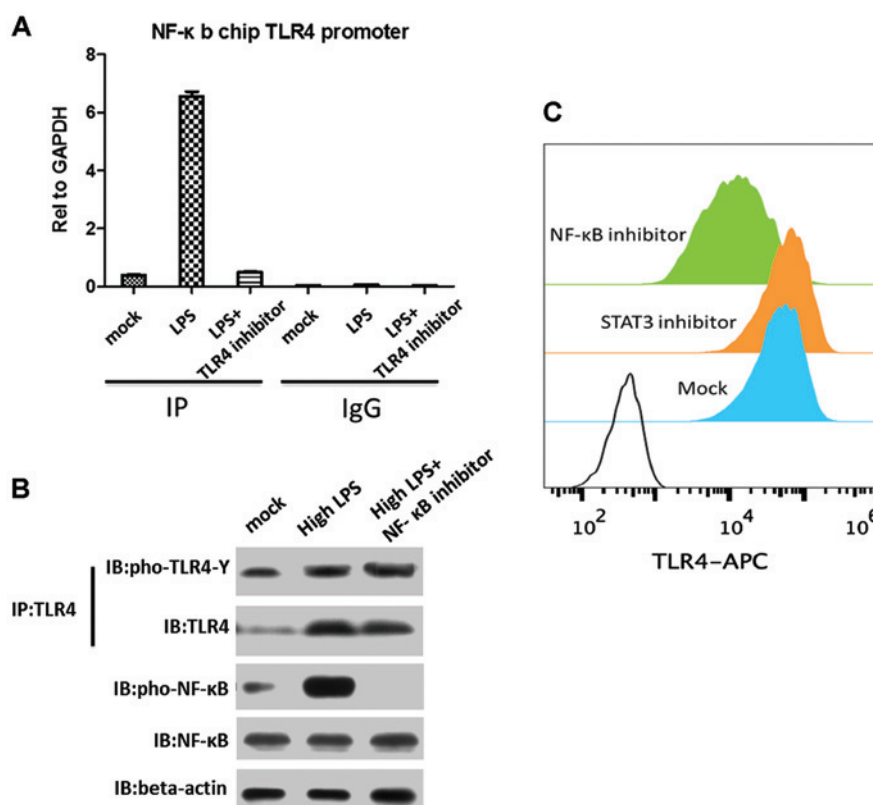 A
NF-κ b chip TLR4 promoter
Rel to GAPDH
8
6
4
2
0
mock
LPS
LPS+
TLR4 inhibitor
mock
LPS
LPS+
TLR4 inhibitor
IP
IgG
B
mock
High LPS
High LPS+
NF- κB inhibitor
IP:TLR4
IB:pho-TLR4-Y
IB:TLR4
IB:pho-NF-κB
IB:NF-κB
IB:beta-actin
C
NF-κB inhibitor
STAT3 inhibitor
Mock
10² 10⁴ 10⁶
TLR4-APC